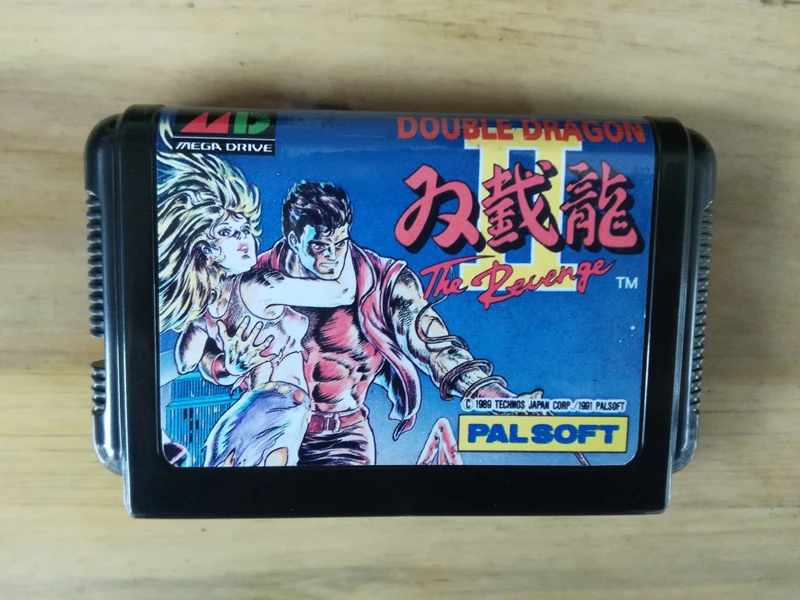 MD
MEGA DRIVE
DOUBLE DRAGON
II
双截龍
The Revenge
TM
© 1989 TECHNOS JAPAN CORP./1991 PALSOFT
PALSOFT